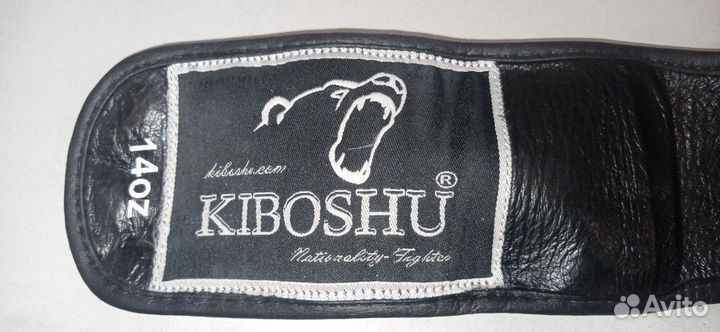 14oz
kiboshu.com
KIBOSHU®
Nationality-Fighter
Avito